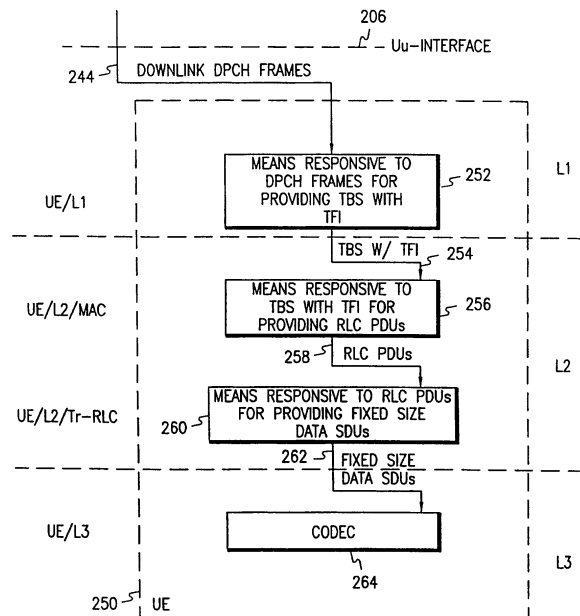 206
Uu-INTERFACE
244
DOWNLINK DPCH FRAMES
MEANS RESPONSIVE TO
DPCH FRAMES FOR
PROVIDING TBS WITH
TFI
252
L1
UE/L1
TBS W/ TFI
254
UE/L2/MAC
MEANS RESPONSIVE TO
TBS WITH TFI FOR
PROVIDING RLC PDUs
256
258
RLC PDUs
L2
UE/L2/Tr-RLC
260
MEANS RESPONSIVE TO RLC PDUs
FOR PROVIDING FIXED SIZE
DATA SDUs
262
FIXED SIZE
DATA SDUs
UE/L3
CODEC
264
L3
250
UE